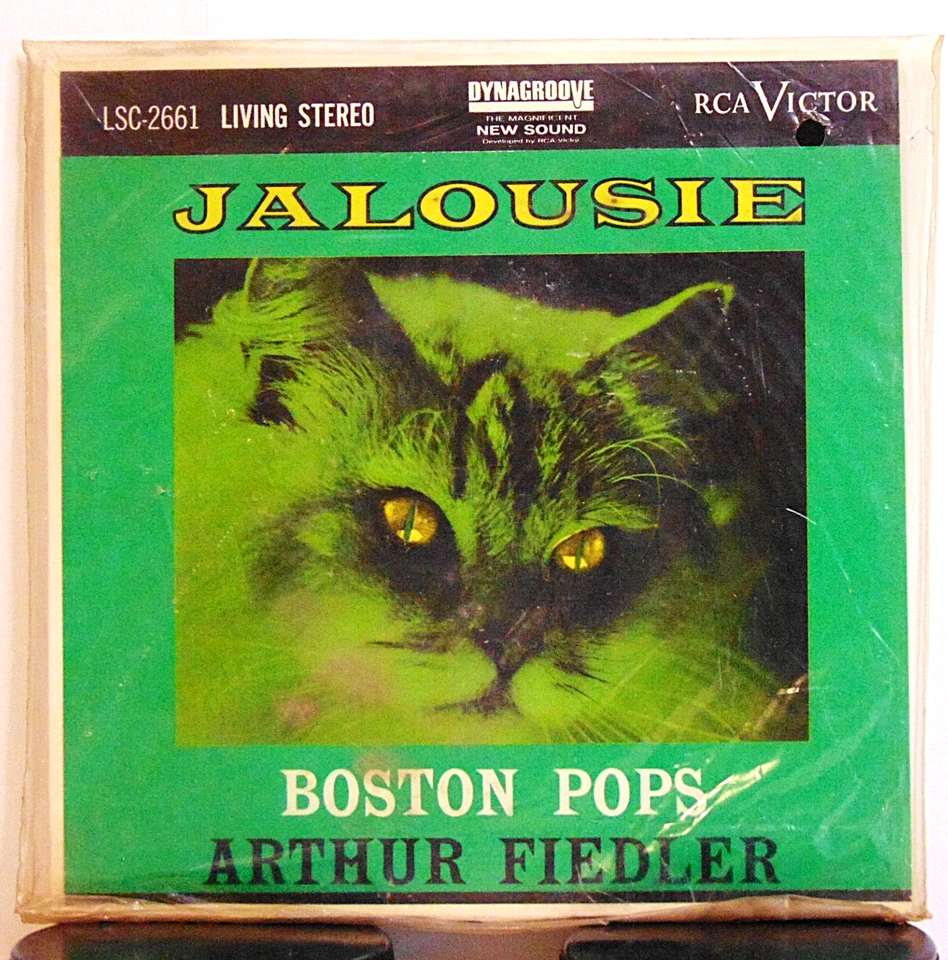 LSC-2661 LIVING STEREO
DYNAGROOVE
THE MAGNIFICENT
NEW SOUND
Developed by RCA Victor
RCA VICTOR
JALOUSIE
BOSTON POPS
ARTHUR FIEDLER